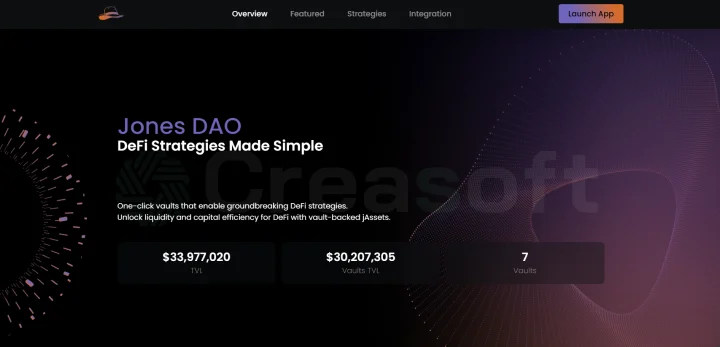 Overview Featured Strategies Integration Launch App
Jones DAO
DeFi Strategies Made Simple
Creasoft
One-click vaults that enable groundbreaking DeFi strategies.
Unlock liquidity and capital efficiency for DeFi with vault-backed jAssets.
$33,977,020 $30,207,305 7
TVL Vaults TVL Vaults